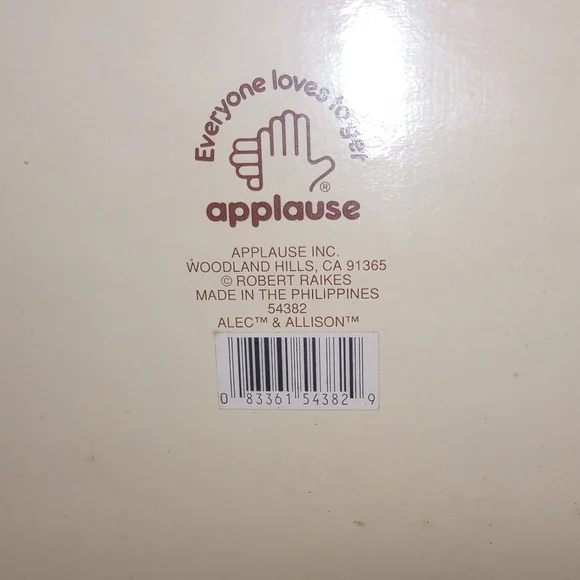 Everyone loves to get
applause
®
APPLAUSE INC.
WOODLAND HILLS, CA 91365
© ROBERT RAIKES
MADE IN THE PHILIPPINES
54382
ALEC™ & ALLISON™
0 83361 54382 9